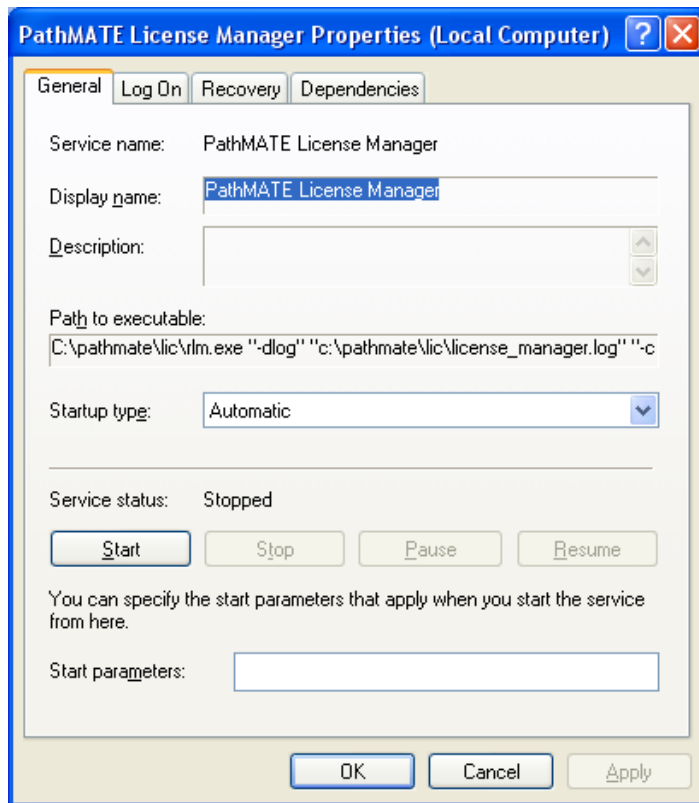 PathMATE License Manager Properties (Local Computer)
General Log On Recovery Dependencies
Service name: PathMATE License Manager
Display name: PathMATE License Manager
Description:
Path to executable:
C:\pathmate\lic\rlm.exe "-dlog" "c:\pathmate\lic\license_manager.log" "-c
Startup type: Automatic
Service status: Stopped
Start Stop Pause Resume
You can specify the start parameters that apply when you start the service
from here.
Start parameters:
OK Cancel Apply